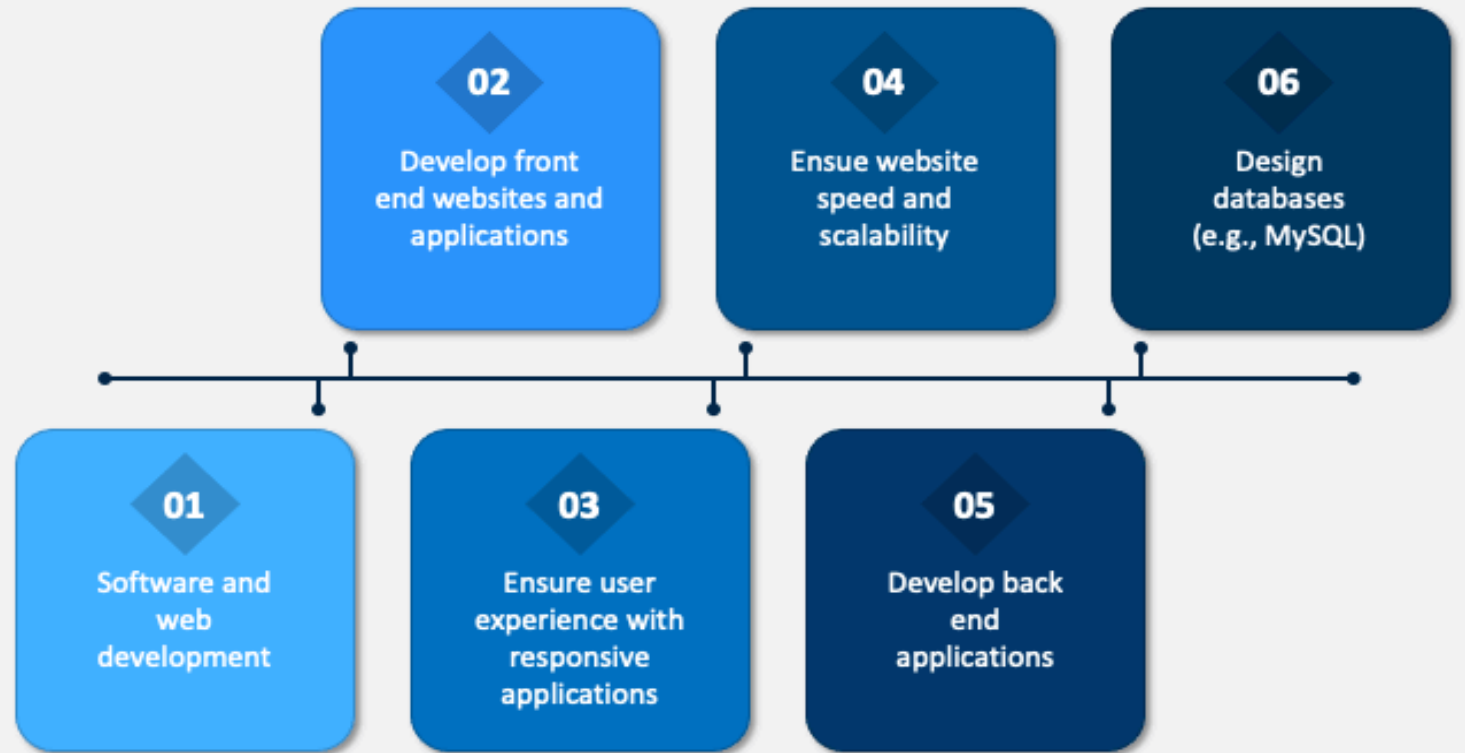 01
Software and
web
development
02
Develop front
end websites and
applications
03
Ensure user
experience with
responsive
applications
04
Ensue website
speed and
scalability
05
Develop back
end
applications
06
Design
databases
(e.g., MySQL)